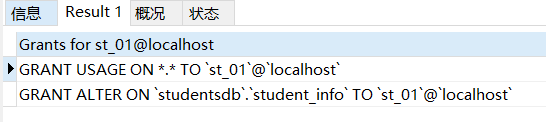 信息 Result 1 概况 状态
Grants for st_01@localhost
GRANT USAGE ON *.* TO `st_01`@`localhost`
GRANT ALTER ON `studentsdb`.`student_info` TO `st_01`@`localhost`